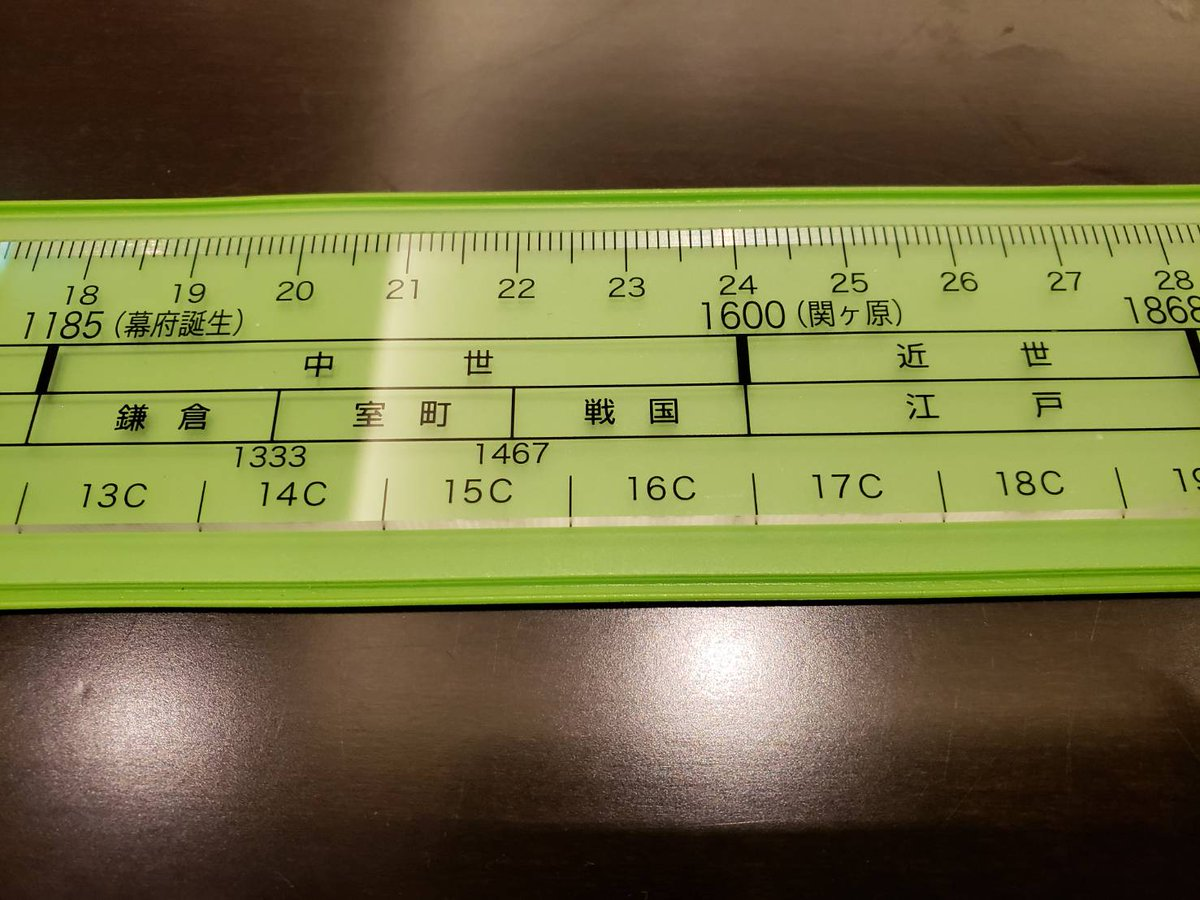 18 19 20 21 22 23 24 25 26 27 28
1185 (幕府誕生) 1600 (関ヶ原) 1868
中世 近世
鎌倉 室町 戦国 江戸
1333 1467
13C 14C 15C 16C 17C 18C 19